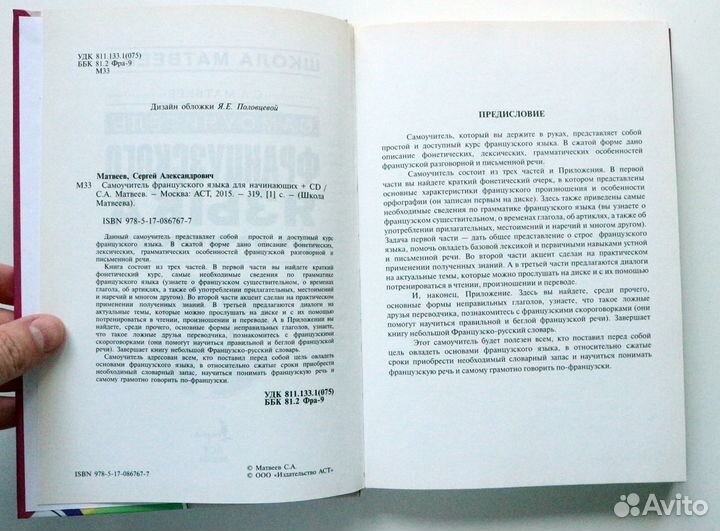 УДК 811.133.1(075)
ББК 81.2 Фра-9
М33
Дизайн обложки Я.Е. Половцевой
Матвеев, Сергей Александрович
М33 Самоучитель французского языка для начинающих + CD /
С.А. Матвеев. – Москва: АСТ, 2015. – 319, [1] с. – (Школа
Матвеева).
ISBN 978-5-17-086767-7
Данный самоучитель представляет собой простой и доступный курс
французского языка. В сжатой форме дано описание фонетических,
лексических, грамматических особенностей французской разговорной и
письменной речи.
Книга состоит из трех частей. В первой части вы найдете краткий
фонетический курс, самые необходимые сведения по грамматике
французского языка (узнаете о французском существительном, о временах
глагола, об артиклях, а также об употреблении прилагательных, местоимений и
наречий и многом другом). Во второй части акцент сделан на практическом
применении полученных знаний. В третьей предлагаются диалоги на
актуальные темы, которые можно прослушать на диске и с их помощью
потренироваться в чтении, произношении и переводе. А в Приложении вы
найдете, среди прочего, основные формы неправильных глаголов, узнаете,
что такое ложные друзья переводчика, познакомитесь с французскими
скороговорками (они помогут научиться правильной и беглой французской
речи). Завершает книгу небольшой Французско-русский словарь.
Самоучитель адресован всем, кто поставил перед собой цель овладеть
основами французского языка, в относительно сжатые сроки приобрести
необходимый словарный запас, научиться понимать французскую речь и самому
грамотно говорить по-французски.
УДК 811.133.1(075)
ББК 81.2 Фра-9
ISBN 978-5-17-086767-7
© Матвеев С.А.
© ООО «Издательство АСТ»
ПРЕДИСЛОВИЕ
Самоучитель, который вы держите в руках, представляет собой
простой и доступный курс французского языка. В сжатой форме дано
описание фонетических, лексических, грамматических особенностей
французской разговорной и письменной речи.
Самоучитель состоит из трех частей и Приложения. В первой
части вы найдете краткий фонетический очерк, в котором описаны
основные характеристики французского произношения и особенности
орфографии (он записан первым на диске). Здесь также приведены самые
необходимые сведения по грамматике французского языка (вы узнаете о
французском существительном, о временах глагола, об артиклях, а также об
употреблении прилагательных, местоимений и наречий и многом другом).
Задача первой части — дать общее представление о строе французского
языка, помочь овладеть базовой лексикой и первичными навыками устной
и письменной речи. Во второй части акцент сделан на практическом
применении полученных знаний. А в третьей части предлагаются диалоги
на актуальные темы, которые можно прослушать на диске и с их помощью
потренироваться в чтении, произношении и переводе.
И, наконец, Приложение. Здесь вы найдете, среди прочего,
основные формы неправильных глаголов, узнаете, что такое ложные
друзья переводчика, познакомитесь с французскими скороговорками (они
помогут вам научиться правильной и беглой французской речи). Завершает
книгу небольшой Французско-русский словарь.
Этот самоучитель будет полезен всем, кто поставил перед собой
цель овладеть основами французского языка, в относительно сжатые
сроки приобрести необходимый словарный запас и научиться понимать
французскую речь и самому грамотно говорить по-французски.
Avito